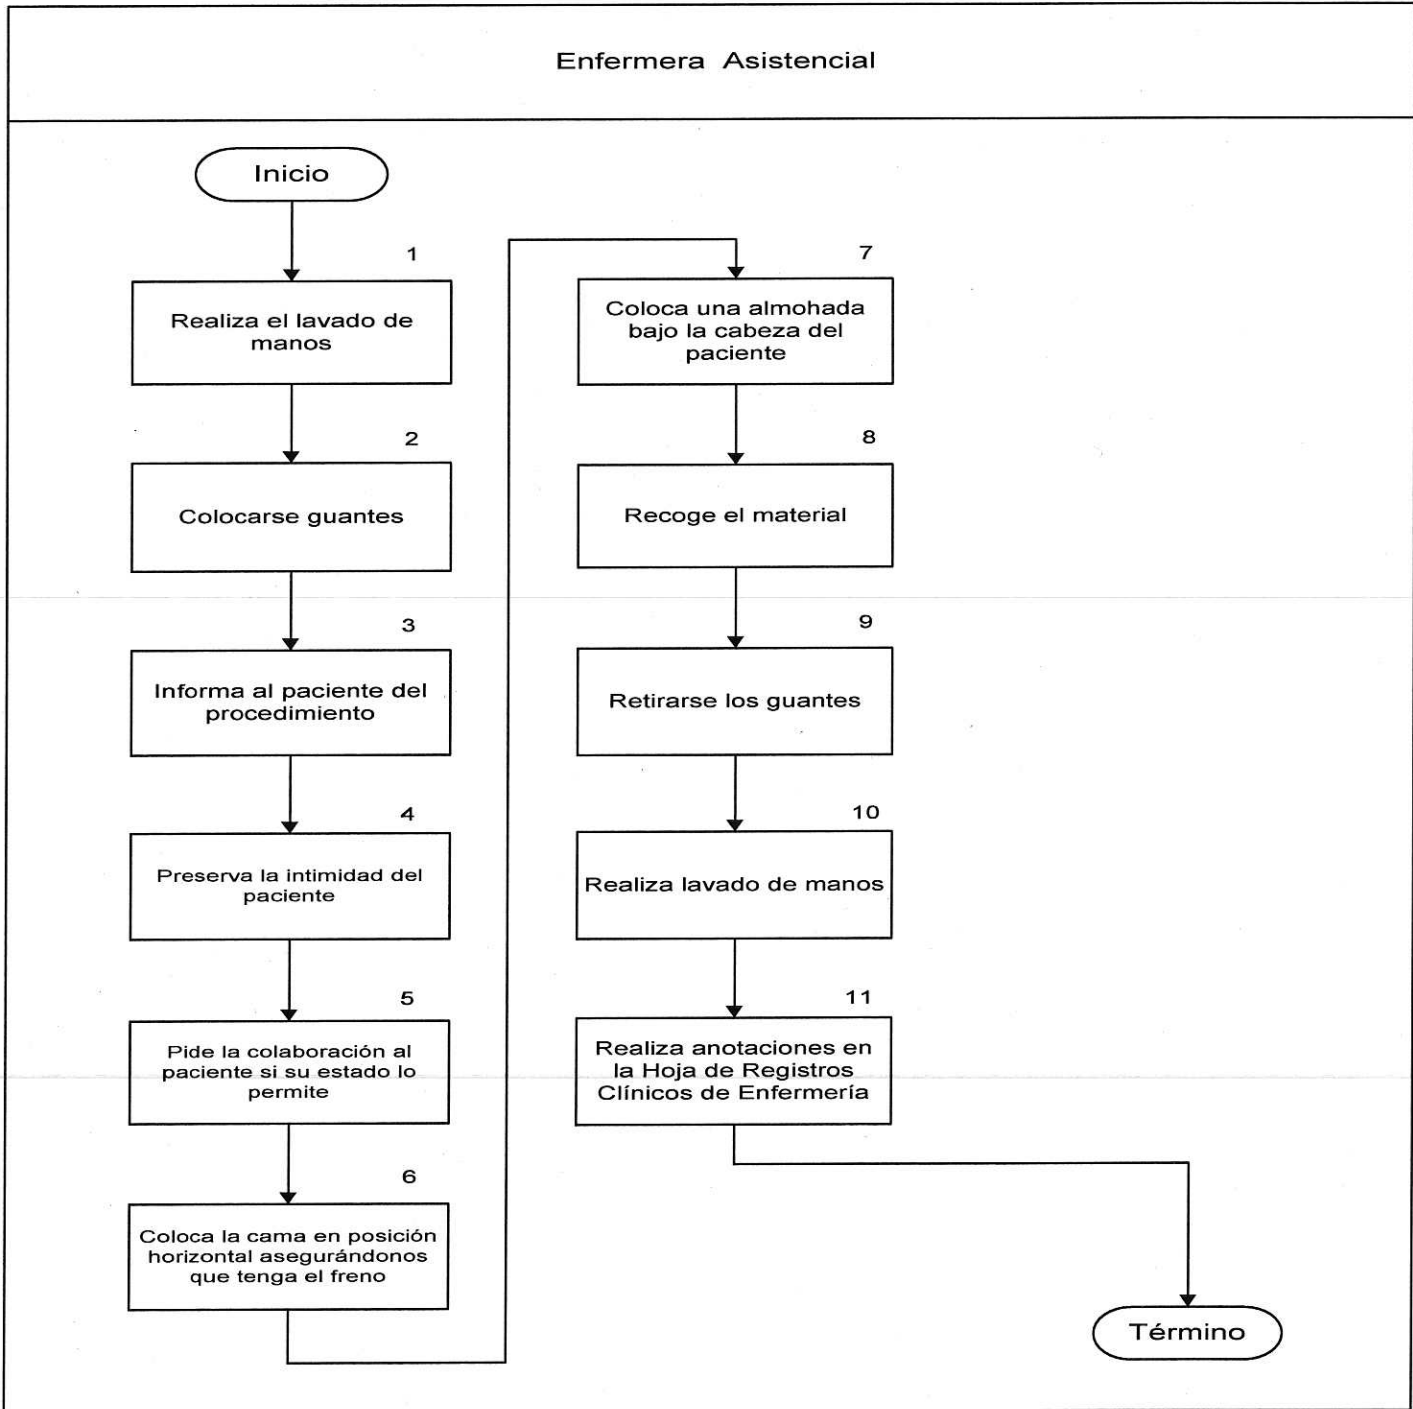 Enfermera Asistencial
Inicio
1
Realiza el lavado de
manos
2
Colocarse guantes
3
Informa al paciente del
procedimiento
4
Preserva la intimidad del
paciente
5
Pide la colaboración al
paciente si su estado lo
permite
6
Coloca la cama en posición
horizontal asegurándonos
que tenga el freno
7
Coloca una almohada
bajo la cabeza del
paciente
8
Recoge el material
9
Retirarse los guantes
10
Realiza lavado de manos
11
Realiza anotaciones en
la Hoja de Registros
Clínicos de Enfermería
Término